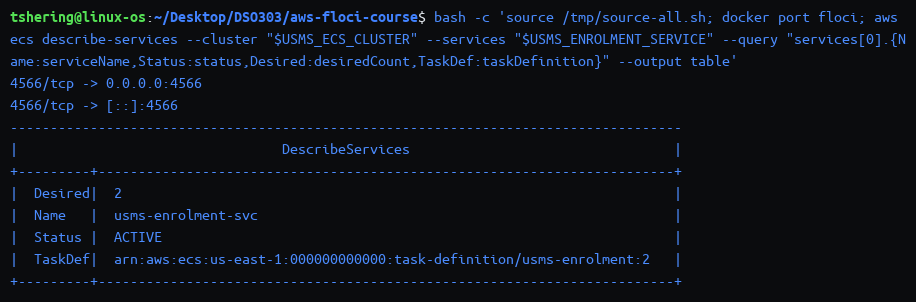 tshering@linux-os:~/Desktop/DSO303/aws-floci-course$ bash -c 'source /tmp/source-all.sh; docker port floci; aws
ecs describe-services --cluster "$USMS_ECS_CLUSTER" --services "$USMS_ENROLMENT_SERVICE" --query "services[0].{N
ame:serviceName,Status:status,Desired:desiredCount,TaskDef:taskDefinition}" --output table'
4566/tcp -> 0.0.0.0:4566
4566/tcp -> [::]:4566
------------------------------------------------------------------------------------
|                                 DescribeServices                                 |
+---------+------------------------------------------------------------------------+
|  Desired|  2                                                                     |
|  Name   |  usms-enrolment-svc                                                    |
|  Status |  ACTIVE                                                                |
|  TaskDef|  arn:aws:ecs:us-east-1:000000000000:task-definition/usms-enrolment:2   |
+---------+------------------------------------------------------------------------+